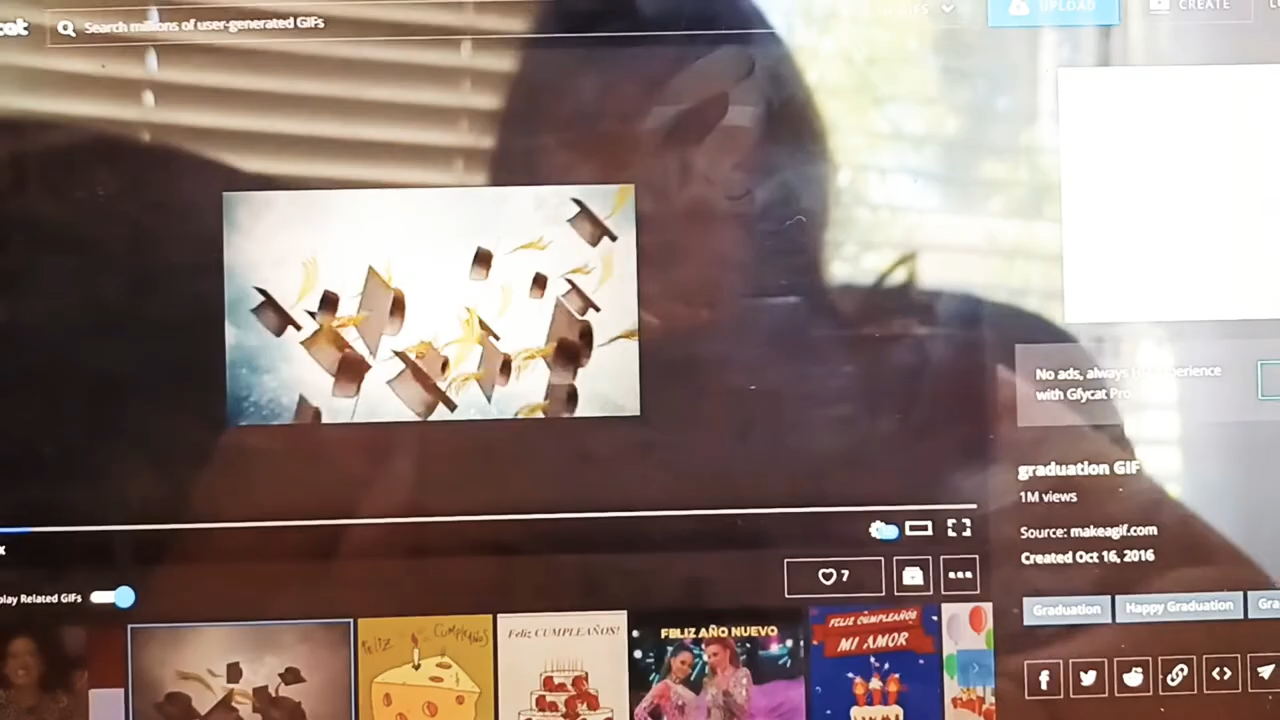 Search millions of user-generated GIFs
UPLOAD
CREATE
No ads, always
with Gfycat Pro
graduation GIF
1M views
Source: makeagif.com
Created Oct 16, 2016
7
Related GIFs
Graduation
Happy Graduation
FELIZ CUMPLEAÑOS
Feliz CUMPLEAÑOS!
FELIZ AÑO NUEVO
FELIZ CUMPLEAÑOS
MI AMOR